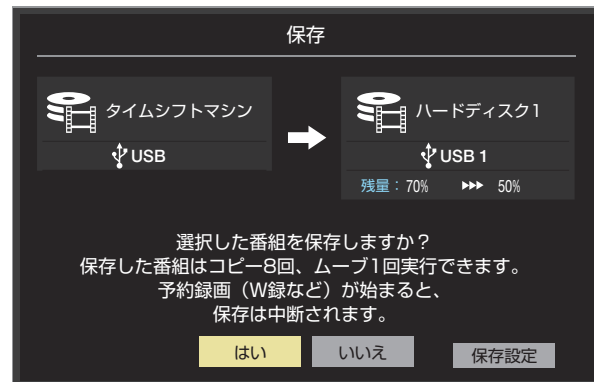 保存
タイムシフトマシン
USB
ハードディスク1
USB 1
残量：70% ▸▸▸ 50%
選択した番組を保存しますか？
保存した番組はコピー8回、ムーブ1回実行できます。
予約録画（W録など）が始まると、
保存は中断されます。
はい いいえ 保存設定